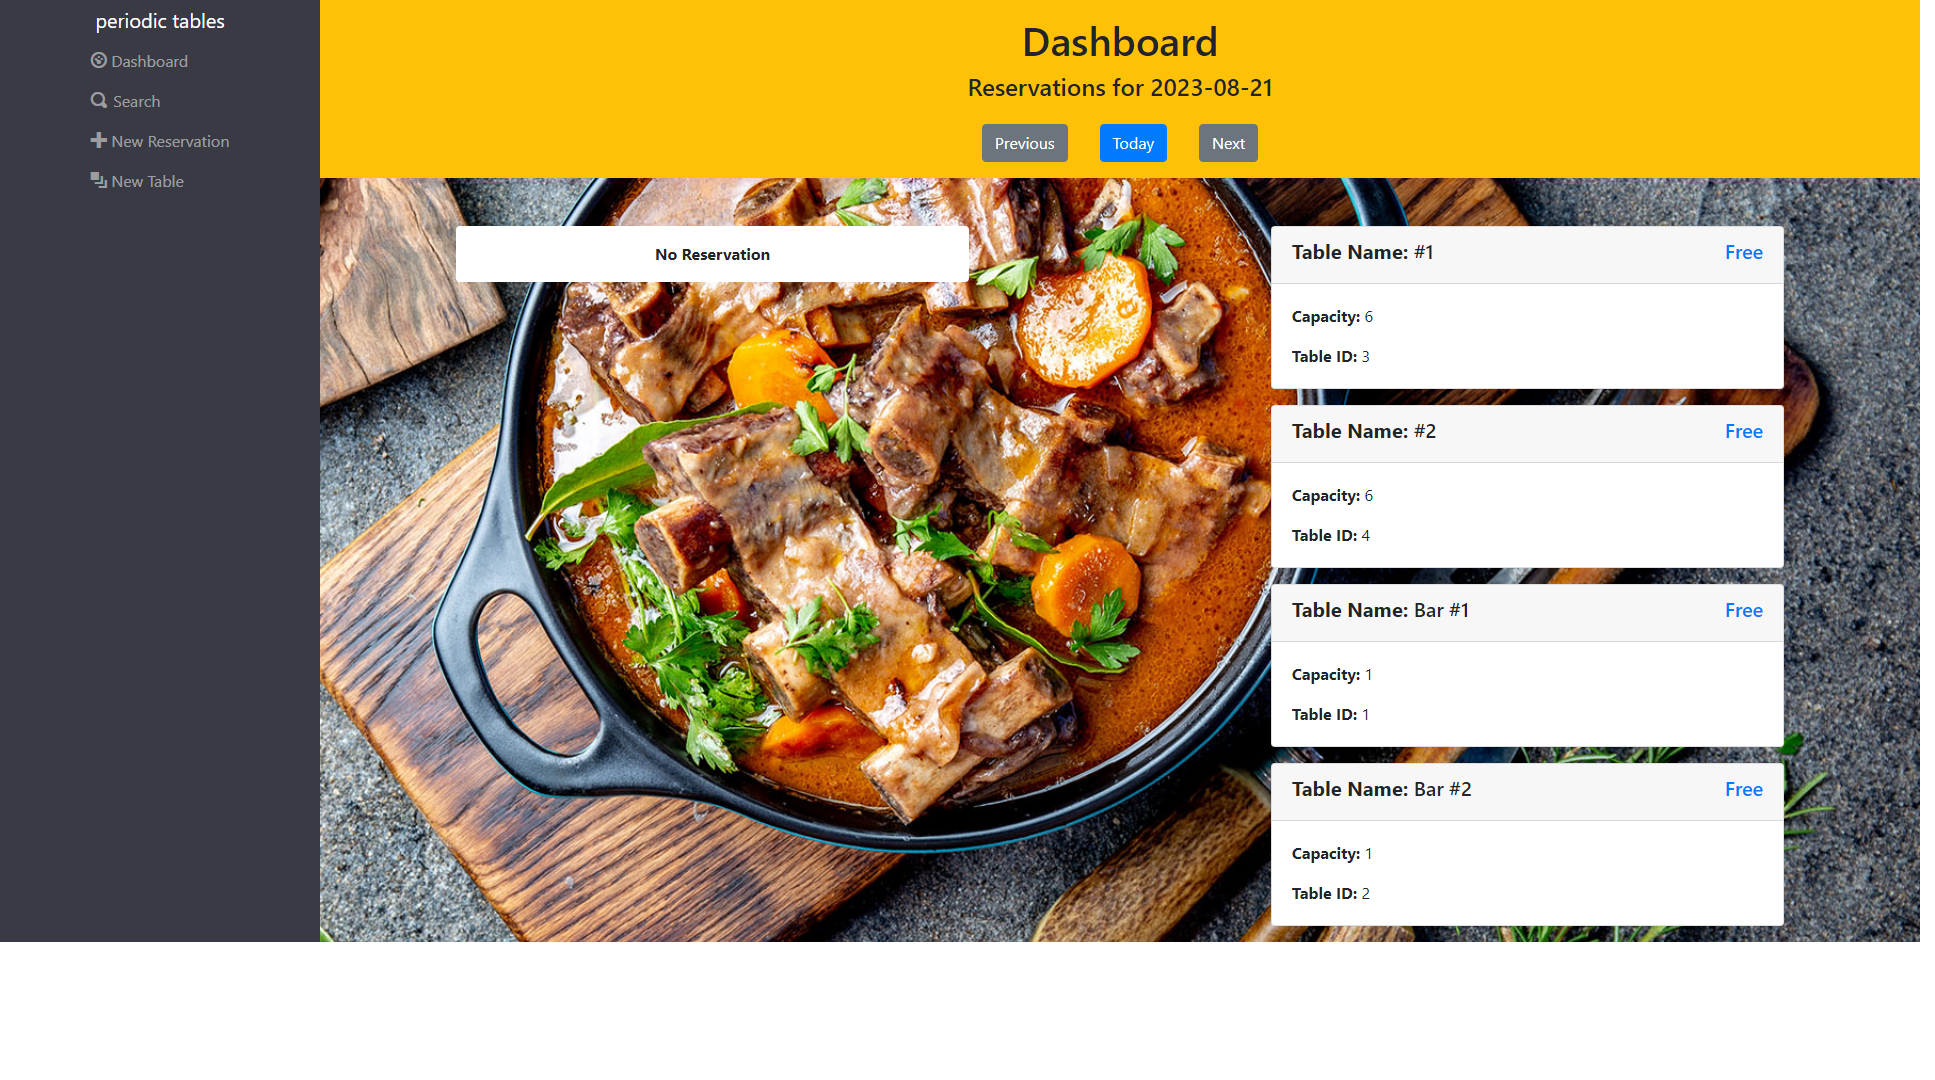 periodic tables
Dashboard
Search
New Reservation
New Table
Dashboard
Reservations for 2023-08-21
Previous Today Next
No Reservation
Table Name: #1 Free
Capacity: 6
Table ID: 3
Table Name: #2 Free
Capacity: 6
Table ID: 4
Table Name: Bar #1 Free
Capacity: 1
Table ID: 1
Table Name: Bar #2 Free
Capacity: 1
Table ID: 2